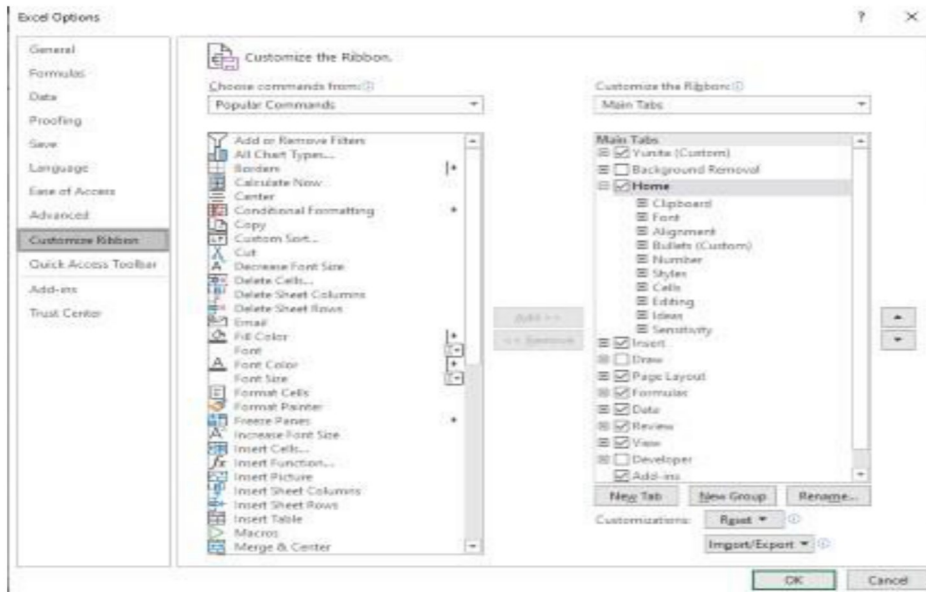 Excel Options
General
Formulas
Data
Proofing
Save
Language
Ease of Access
Advanced
Customize Ribbon
Quick Access Toolbar
Add-ins
Trust Center
Customize the Ribbon.
Choose commands from:
Popular Commands
Add or Remove Filters
All Chart Types...
Borders
Calculate Now
Center
Conditional Formatting
Copy
Custom Sort...
Cut
Decrease Font Size
Delete Cells...
Delete Sheet Columns
Delete Sheet Rows
Email
Fill Color
Font
Font Color
Font Size
Format Cells
Format Painter
Freeze Panes
Increase Font Size
Insert Cells...
Insert Function...
Insert Picture
Insert Sheet Columns
Insert Sheet Rows
Insert Table
Macros
Merge & Center
Add >>
<< Remove
Customize the Ribbon:
Main Tabs
Main Tabs
Yunite (Custom)
Background Removal
Home
Clipboard
Font
Alignment
Bullets (Custom)
Number
Styles
Cells
Editing
Ideas
Sensitivity
Insert
Draw
Page Layout
Formulas
Data
Review
View
Developer
Add-ins
New Tab New Group Rename...
Customizations: Reset
Import/Export
OK Cancel